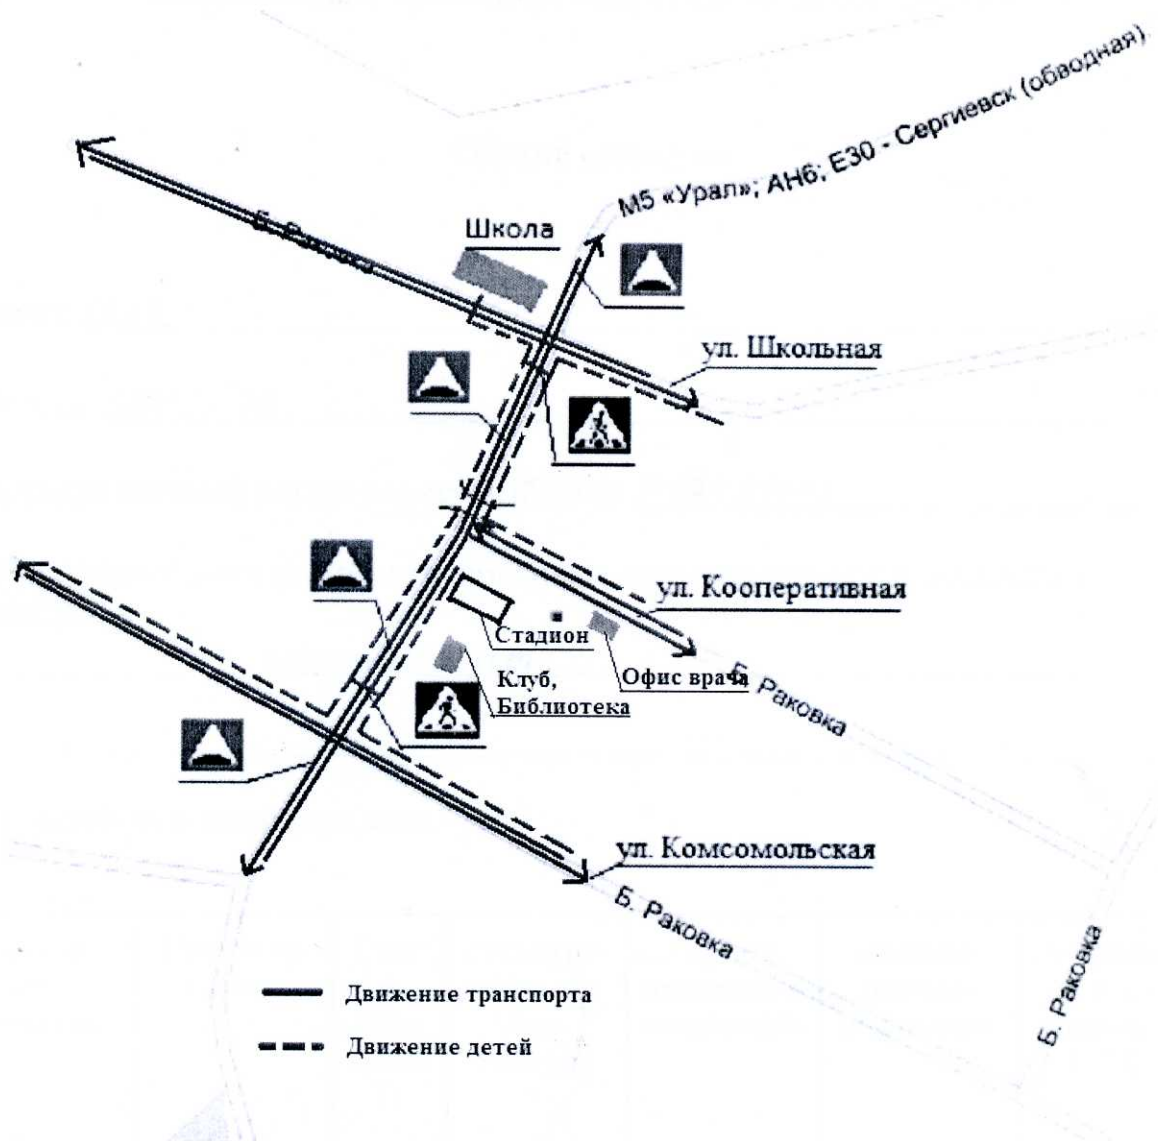 М5 «Урал»; АН6; Е30 - Сергиевск (обводная)
Школа
ул. Школьная
ул. Кооперативная
Стадион
Офис врача
Клуб,
Библиотека
Б. Раковка
ул. Комсомольская
Б. Раковка
Б. Раковка
Движение транспорта
Движение детей